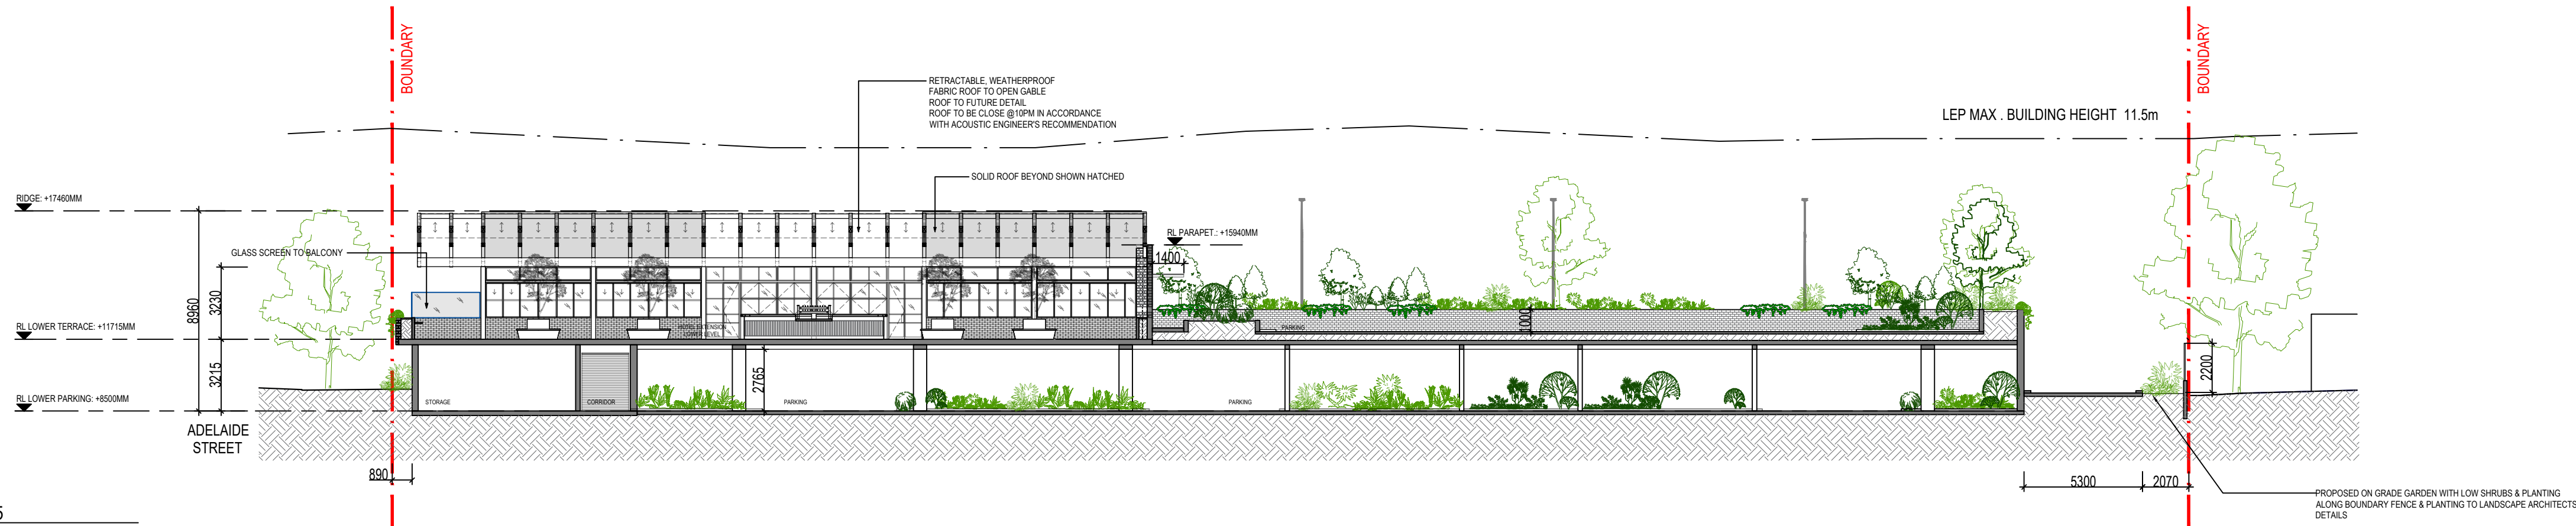 BOUNDARY
BOUNDARY
RETRACTABLE, WEATHERPROOF
FABRIC ROOF TO OPEN GABLE
ROOF TO FUTURE DETAIL
ROOF TO BE CLOSE @10PM IN ACCORDANCE
WITH ACOUSTIC ENGINEER'S RECOMMENDATION
LEP MAX . BUILDING HEIGHT 11.5m
SOLID ROOF BEYOND SHOWN HATCHED
RIDGE: +17460MM
RL PARAPET.: +15940MM
GLASS SCREEN TO BALCONY
1400
8960
3230
RL LOWER TERRACE: +11715MM
HOTEL EXTENSION
LOWER LEVEL
PARKING
1000
3215
2765
2200
RL LOWER PARKING: +8500MM
STORAGE
CORRIDOR
PARKING
PARKING
ADELAIDE
STREET
890
5300
2070
PROPOSED ON GRADE GARDEN WITH LOW SHRUBS & PLANTING
ALONG BOUNDARY FENCE & PLANTING TO LANDSCAPE ARCHITECTS
DETAILS